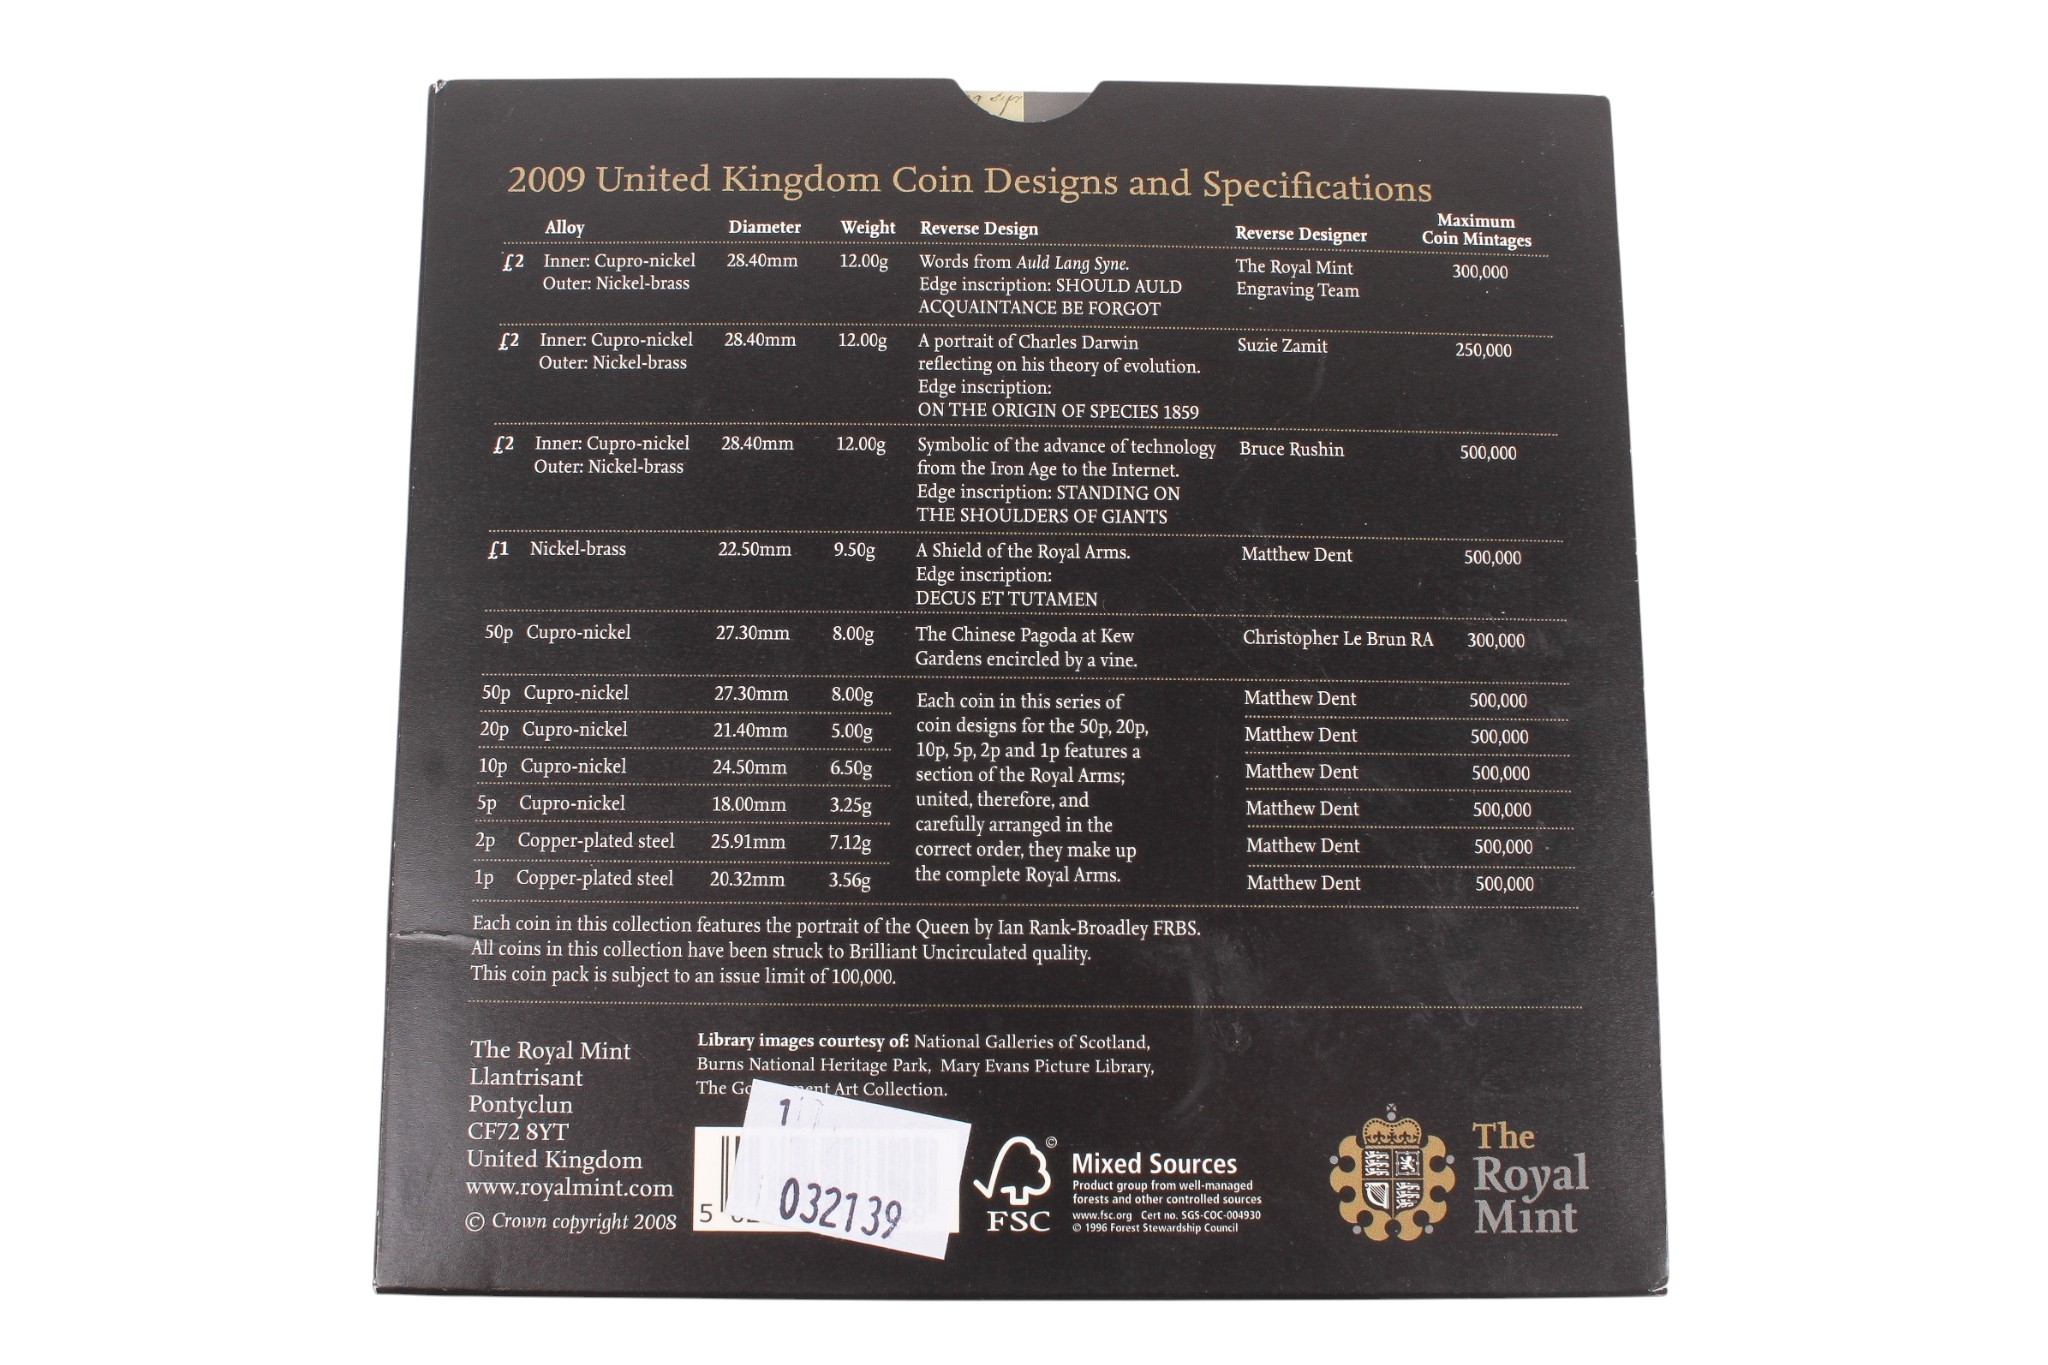 2009 United Kingdom Coin Designs and Specifications
Alloy Diameter Weight Reverse Design Reverse Designer Maximum Coin Mintages
£2 Inner: Cupro-nickel 28.40mm 12.00g Words from Auld Lang Syne. The Royal Mint 300,000
Outer: Nickel-brass Edge inscription: SHOULD AULD Engraving Team
ACQUAINTANCE BE FORGOT
£2 Inner: Cupro-nickel 28.40mm 12.00g A portrait of Charles Darwin Suzie Zamit 250,000
Outer: Nickel-brass reflecting on his theory of evolution.
Edge inscription:
ON THE ORIGIN OF SPECIES 1859
£2 Inner: Cupro-nickel 28.40mm 12.00g Symbolic of the advance of technology Bruce Rushin 500,000
Outer: Nickel-brass from the Iron Age to the Internet.
Edge inscription: STANDING ON
THE SHOULDERS OF GIANTS
£1 Nickel-brass 22.50mm 9.50g A Shield of the Royal Arms. Matthew Dent 500,000
Edge inscription:
DECUS ET TUTAMEN
50p Cupro-nickel 27.30mm 8.00g The Chinese Pagoda at Kew Christopher Le Brun RA 300,000
Gardens encircled by a vine.
50p Cupro-nickel 27.30mm 8.00g Each coin in this series of Matthew Dent 500,000
20p Cupro-nickel 21.40mm 5.00g coin designs for the 50p, 20p, Matthew Dent 500,000
10p Cupro-nickel 24.50mm 6.50g 10p, 5p, 2p and 1p features a Matthew Dent 500,000
section of the Royal Arms;
5p Cupro-nickel 18.00mm 3.25g united, therefore, and Matthew Dent 500,000
carefully arranged in the
2p Copper-plated steel 25.91mm 7.12g correct order, they make up Matthew Dent 500,000
1p Copper-plated steel 20.32mm 3.56g the complete Royal Arms. Matthew Dent 500,000
Each coin in this collection features the portrait of the Queen by Ian Rank-Broadley FRBS.
All coins in this collection have been struck to Brilliant Uncirculated quality.
This coin pack is subject to an issue limit of 100,000.
The Royal Mint
Llantrisant
Pontyclun
CF72 8YT
United Kingdom
www.royalmint.com
© Crown copyright 2008
Library images courtesy of: National Galleries of Scotland,
Burns National Heritage Park, Mary Evans Picture Library,
The Art Collection.
1
032139
5
©
FSC
Mixed Sources
Product group from well-managed
forests and other controlled sources
www.fsc.org Cert no. SGS-COC-004930
© 1996 Forest Stewardship Council
The
Royal
Mint